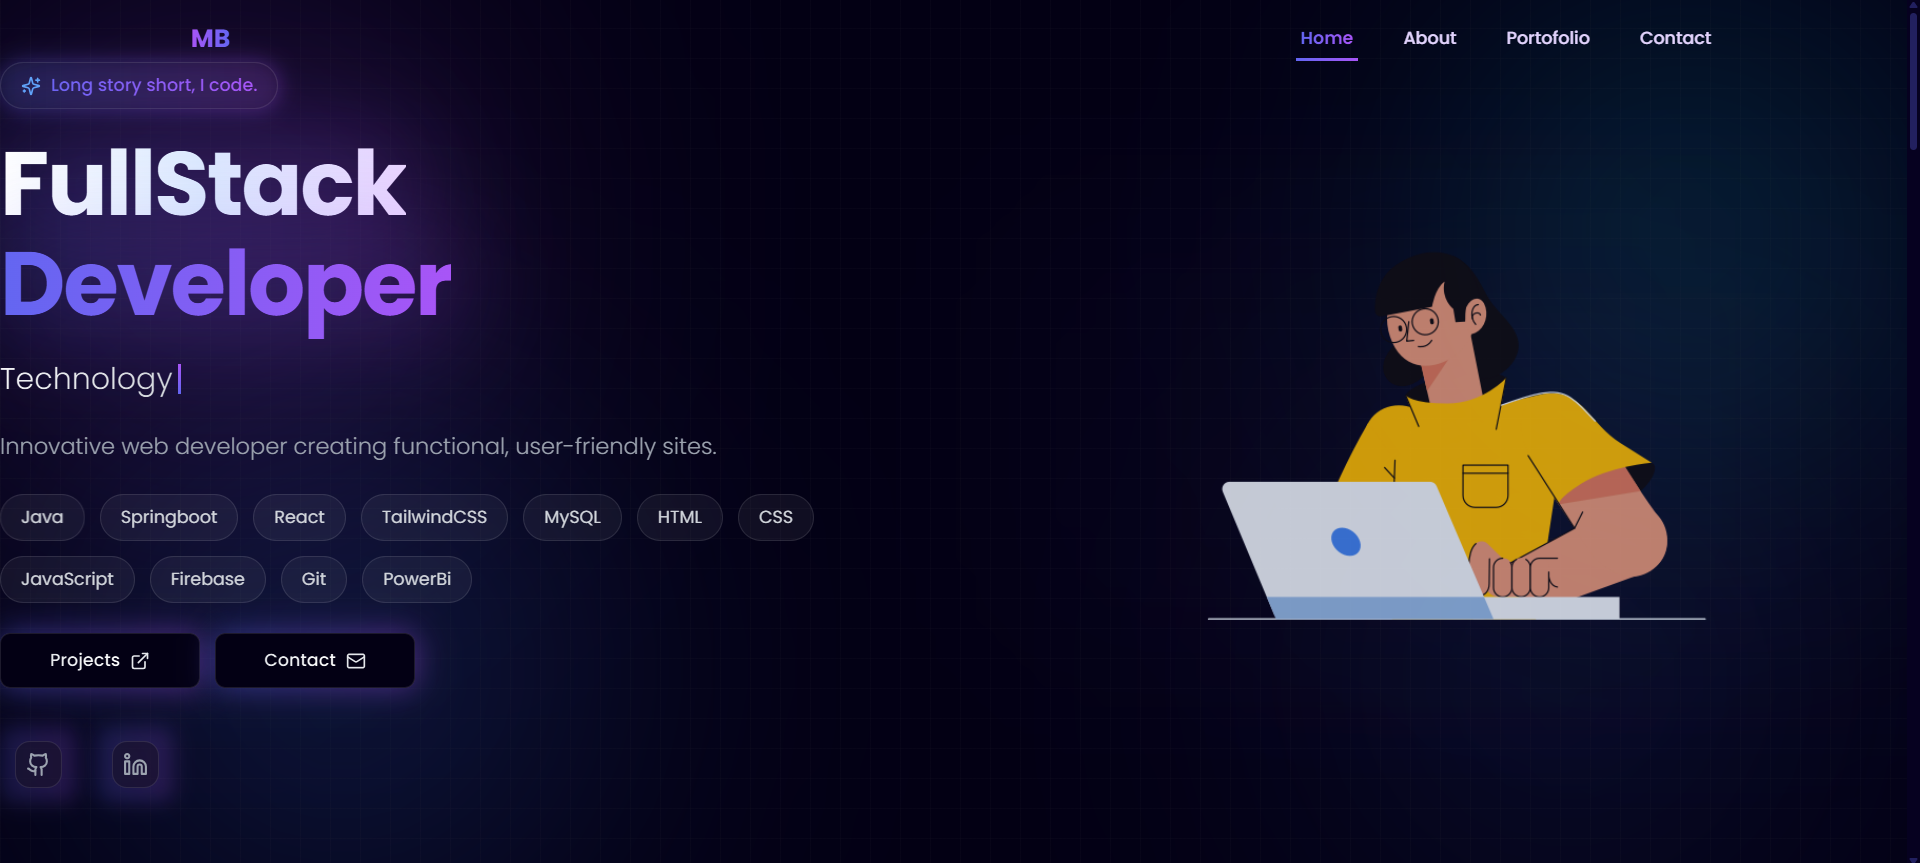 MB
Home About Portofolio Contact
Long story short, I code.
FullStack
Developer
Technology
Innovative web developer creating functional, user-friendly sites.
Java Springboot React TailwindCSS MySQL HTML CSS
JavaScript Firebase Git PowerBi
Projects Contact
in